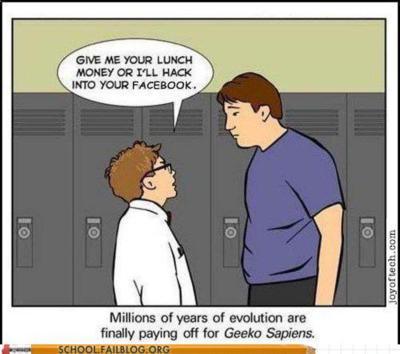 GIVE ME YOUR LUNCH
MONEY OR I'LL HACK
INTO YOUR FACEBOOK.
joyoftech.com
Millions of years of evolution are
finally paying off for Geeko Sapiens.
SCHOOL.FAILBLOG.ORG